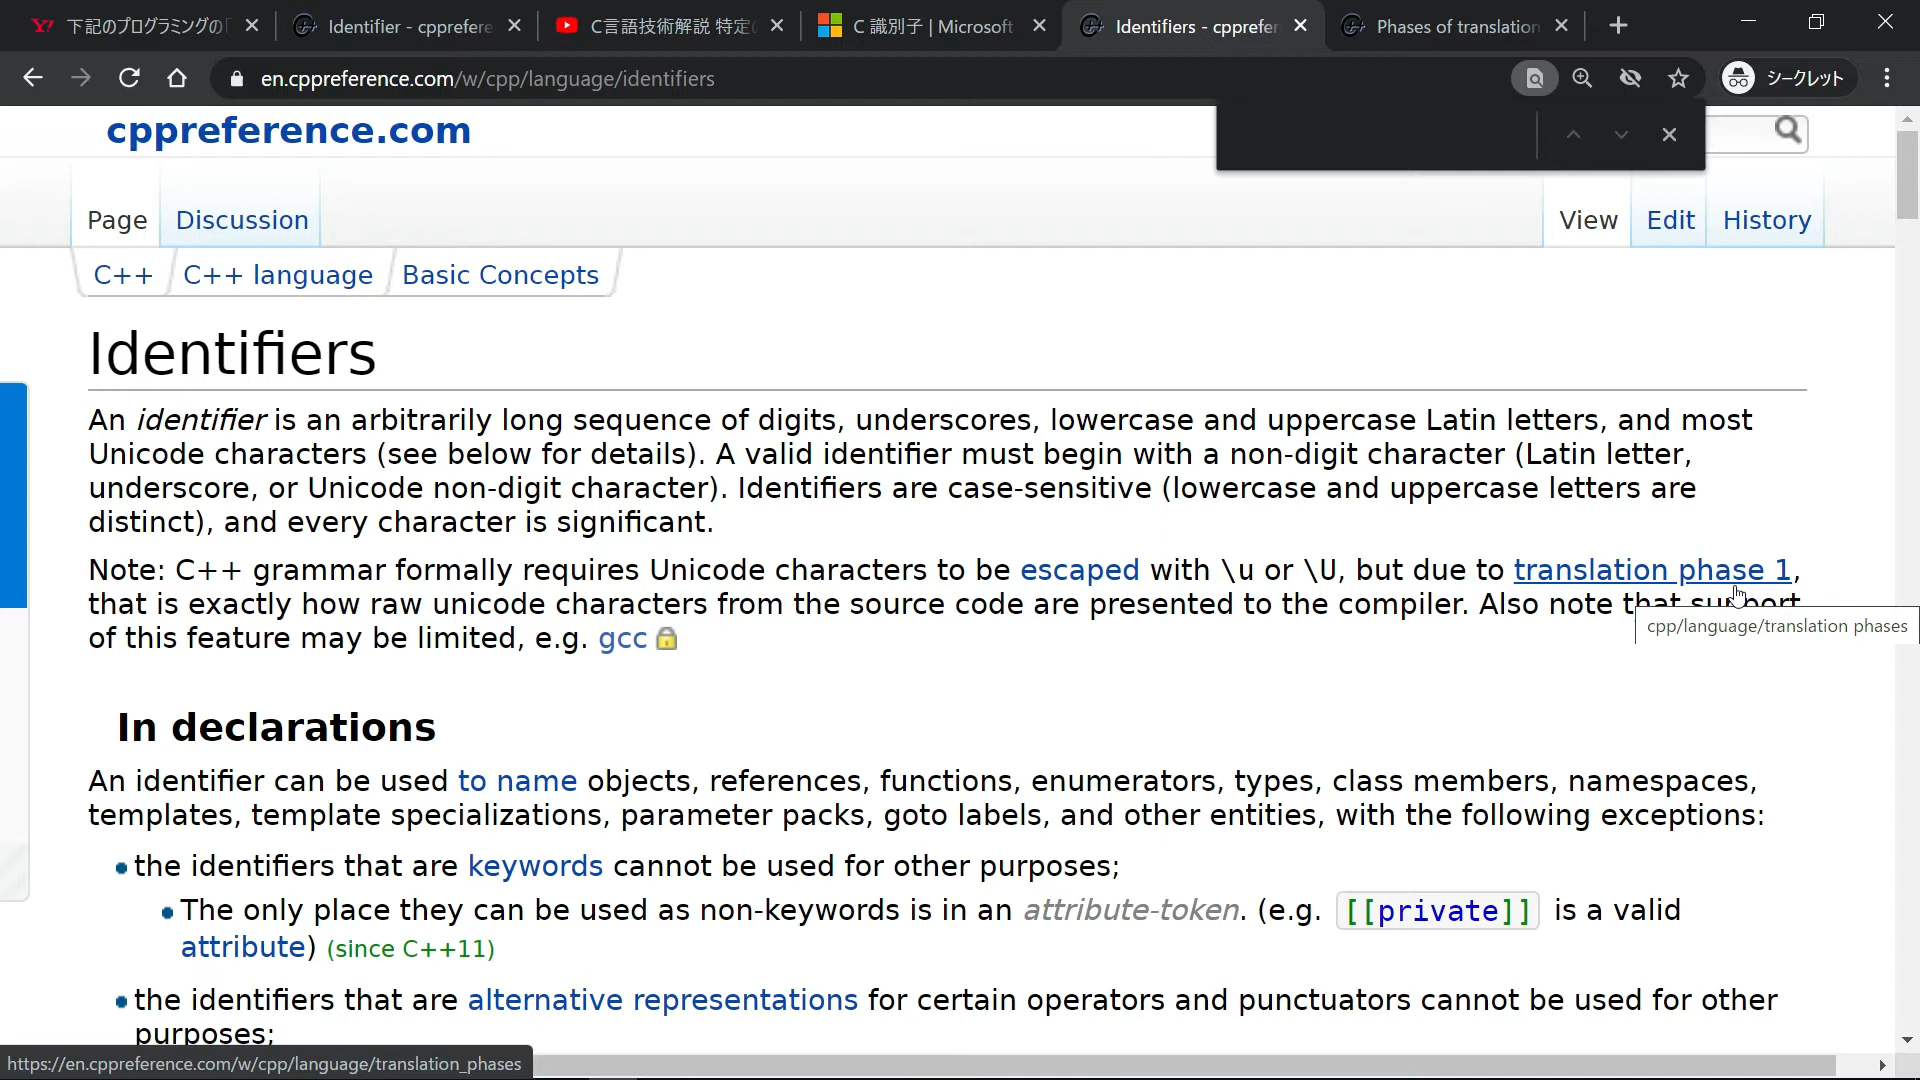 下記のプログラミングの
Identifier - cpprefere
C言語技術解説 特定
C 識別子 | Microsoft
Identifiers - cpprefer
Phases of translation
en.cppreference.com/w/cpp/language/identifiers
シークレット
cppreference.com
Page
Discussion
View
Edit
History
C++
C++ language
Basic Concepts
Identifiers
An identifier is an arbitrarily long sequence of digits, underscores, lowercase and uppercase Latin letters, and most
Unicode characters (see below for details). A valid identifier must begin with a non-digit character (Latin letter,
underscore, or Unicode non-digit character). Identifiers are case-sensitive (lowercase and uppercase letters are
distinct), and every character is significant.
Note: C++ grammar formally requires Unicode characters to be escaped with \u or \U, but due to translation phase 1,
that is exactly how raw unicode characters from the source code are presented to the compiler. Also note that support
of this feature may be limited, e.g. gcc
cpp/language/translation phases
In declarations
An identifier can be used to name objects, references, functions, enumerators, types, class members, namespaces,
templates, template specializations, parameter packs, goto labels, and other entities, with the following exceptions:
the identifiers that are keywords cannot be used for other purposes;
The only place they can be used as non-keywords is in an attribute-token. (e.g. [[private]] is a valid
attribute) (since C++11)
the identifiers that are alternative representations for certain operators and punctuators cannot be used for other
purposes;
https://en.cppreference.com/w/cpp/language/translation_phases